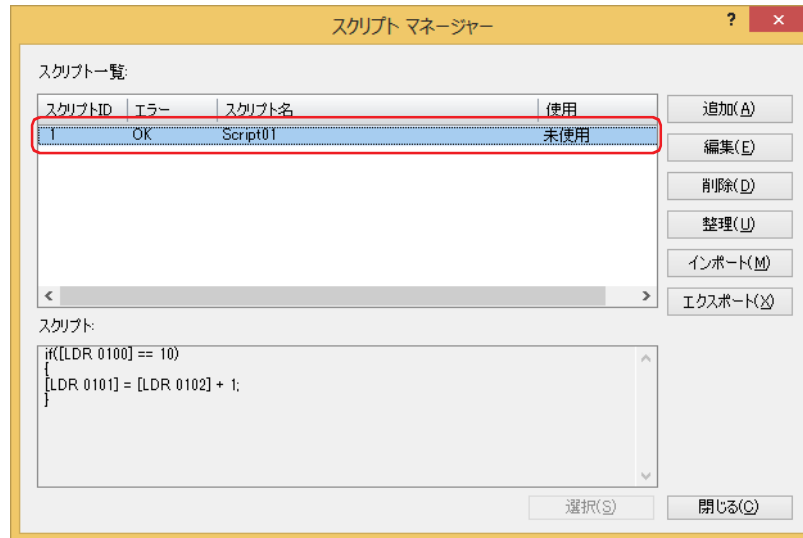 スクリプト マネージャー
? ×
スクリプト一覧:
スクリプトID エラー スクリプト名 使用
1 OK Script01 未使用
追加(A)
編集(E)
削除(D)
整理(U)
インポート(M)
エクスポート(X)
スクリプト:
if([LDR 0100] == 10)
{
[LDR 0101] = [LDR 0102] + 1;
}
選択(S) 閉じる(C)